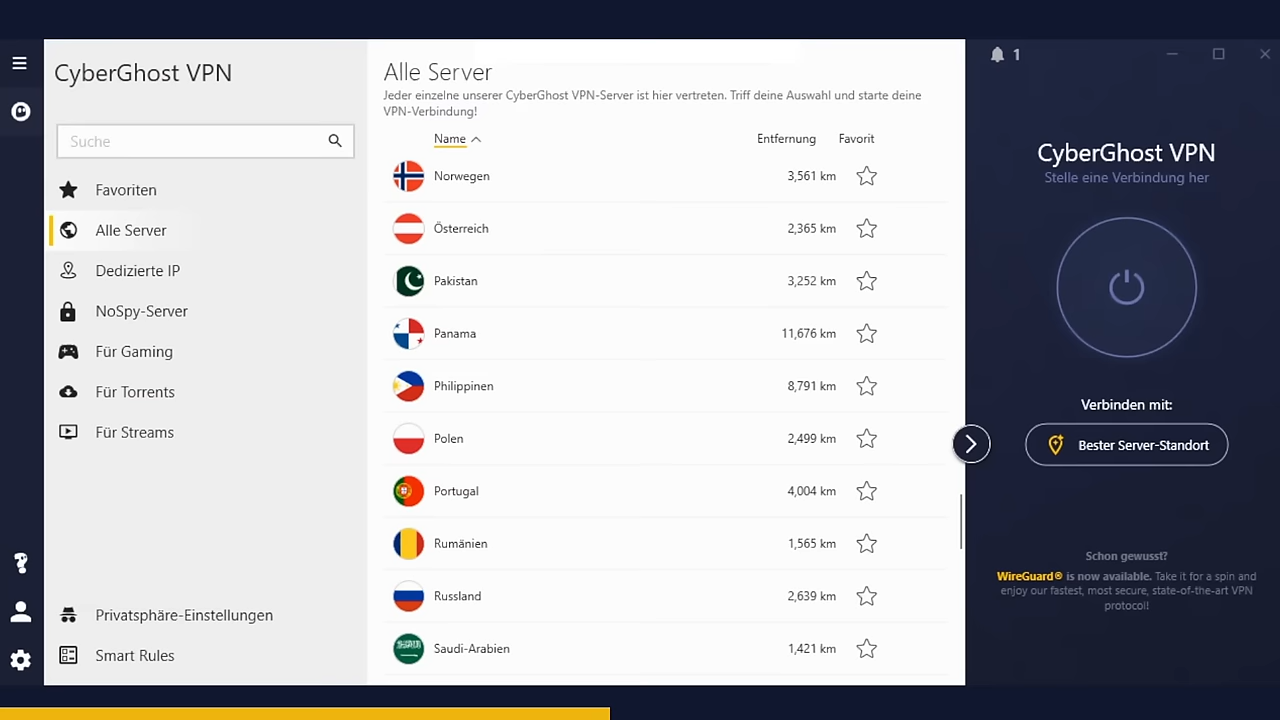 CyberGhost VPN
Suche
Favoriten
Alle Server
Dedizierte IP
NoSpy-Server
Für Gaming
Für Torrents
Für Streams
Privatsphäre-Einstellungen
Smart Rules
Alle Server
Jeder einzelne unserer CyberGhost VPN-Server ist hier vertreten. Triff deine Auswahl und starte deine
VPN-Verbindung!
Name Entfernung Favorit
Norwegen 3,561 km
Österreich 2,365 km
Pakistan 3,252 km
Panama 11,676 km
Philippinen 8,791 km
Polen 2,499 km
Portugal 4,004 km
Rumänien 1,565 km
Russland 2,639 km
Saudi-Arabien 1,421 km
1
CyberGhost VPN
Stelle eine Verbindung her
Verbinden mit:
Bester Server-Standort
Schon gewusst?
WireGuard® is now available. Take it for a spin and
enjoy our fastest, most secure, state-of-the-art VPN
protocol!